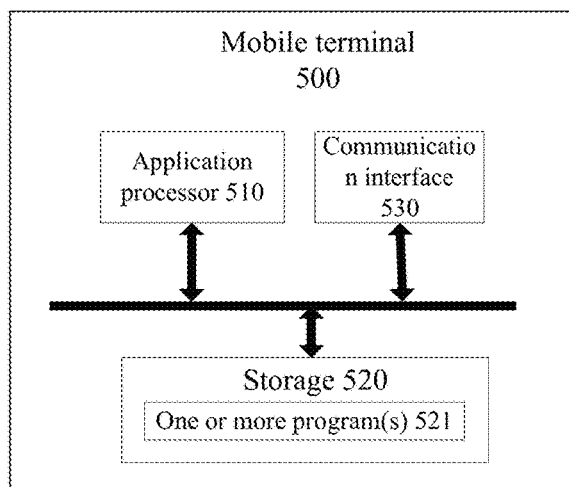 Mobile terminal
500
Application
processor 510
Communicatio
n interface
530
Storage 520
One or more program(s) 521